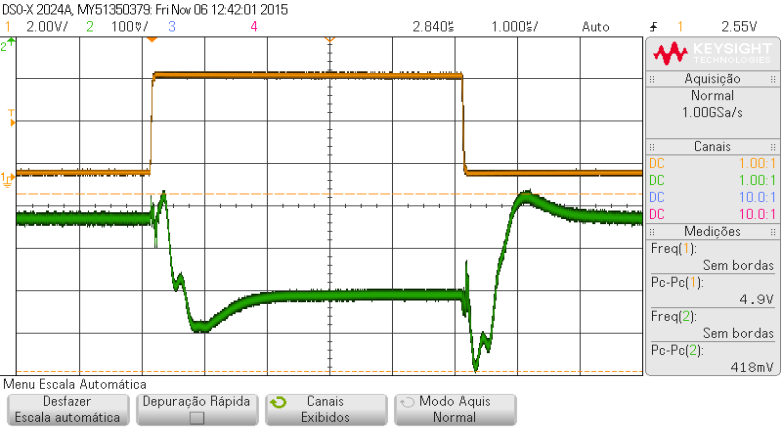 DSO-X 2024A, MY51350379: Fri Nov 06 12:42:01 2015
1 2.00V/ 2 100mV/ 3 4 2.840s 1.000s/ Auto 1 2.55V
KEYSIGHT
TECHNOLOGIES
Aquisição
Normal
1.00GSa/s
Canais
DC 1.00:1
DC 1.00:1
DC 10.0:1
DC 10.0:1
Medições
Freq(1):
Sem bordas
Pc-Pc(1):
4.9V
Freq(2):
Sem bordas
Pc-Pc(2):
418mV
Menu Escala Automática
Desfazer
Escala automática
Depuração Rápida
Canais
Exibidos
Modo Aquis
Normal